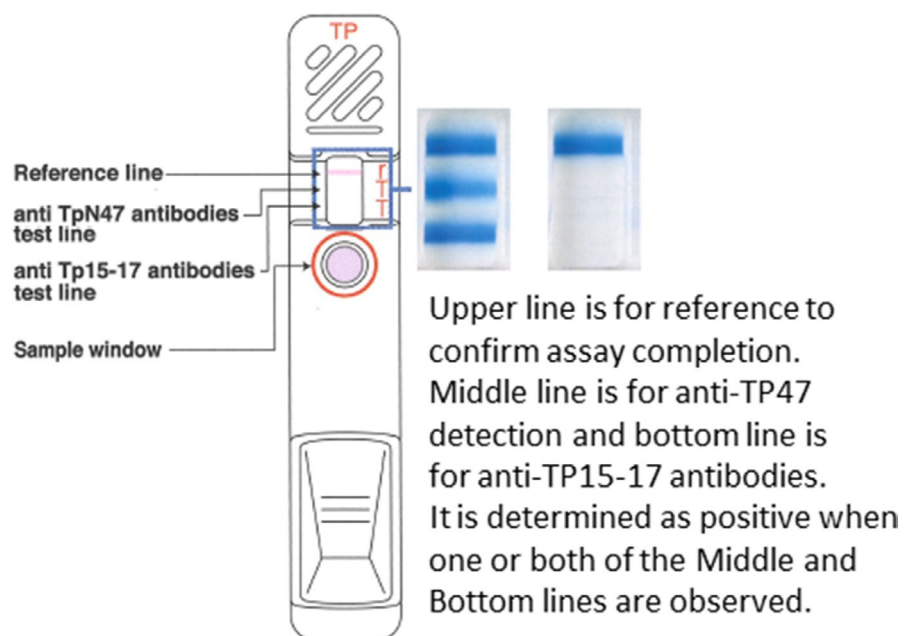 TP
r
T
T
Reference line
anti TpN47 antibodies
test line
anti Tp15-17 antibodies
test line
Sample window
Upper line is for reference to
confirm assay completion.
Middle line is for anti-TP47
detection and bottom line is
for anti-TP15-17 antibodies.
It is determined as positive when
one or both of the Middle and
Bottom lines are observed.